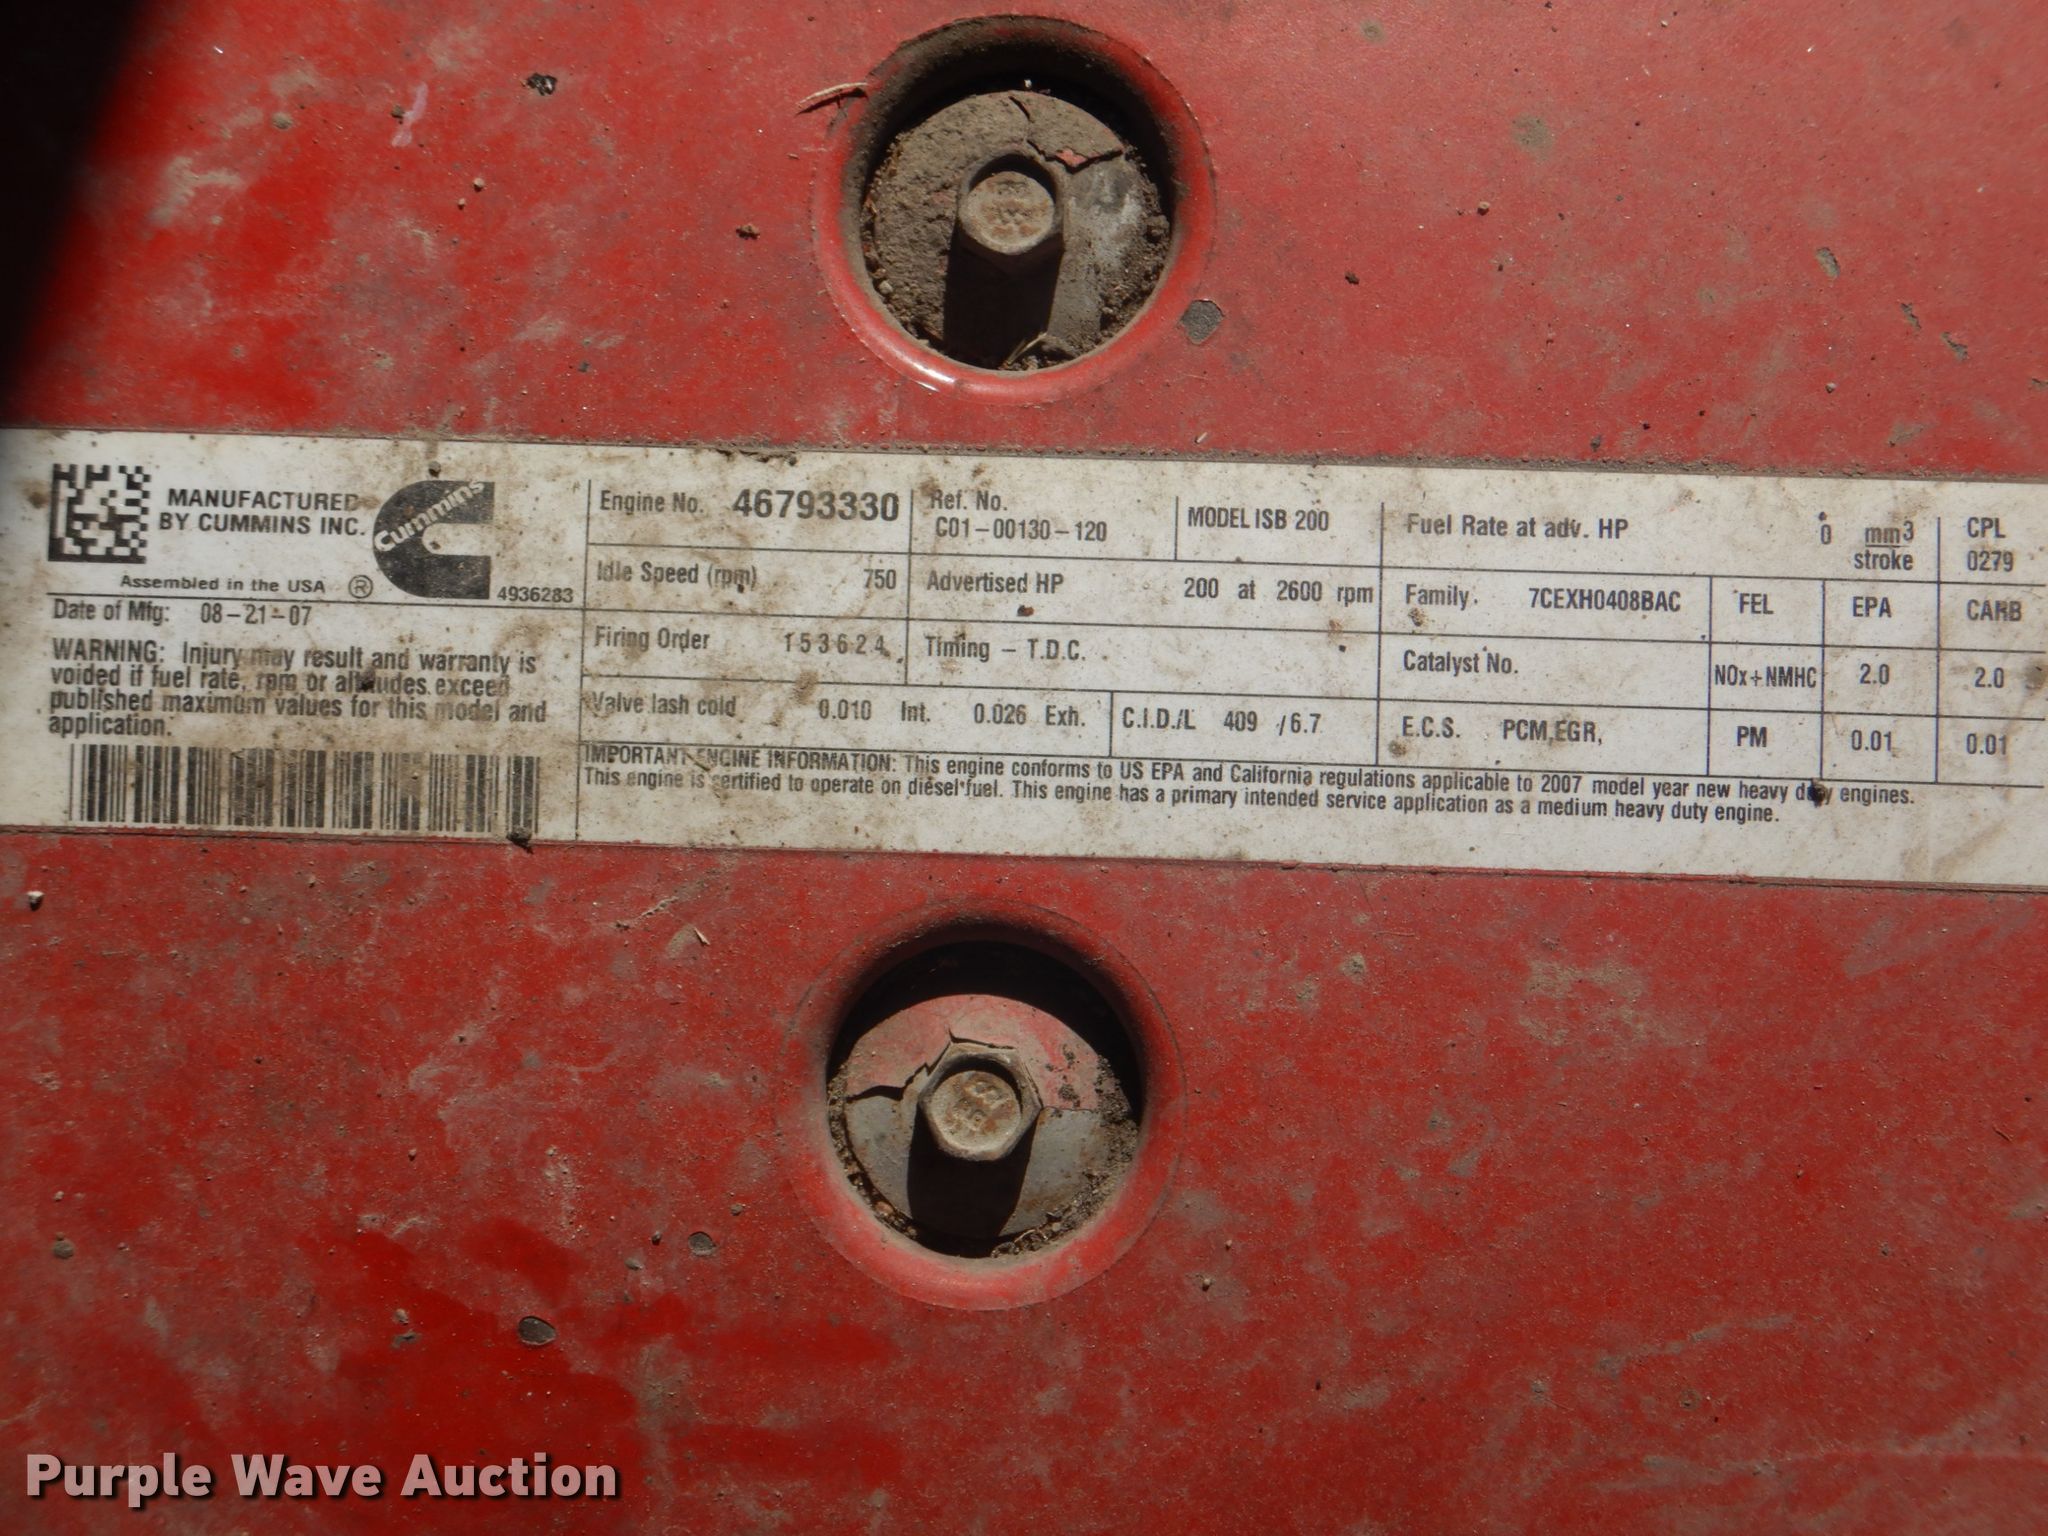 MANUFACTURED
BY CUMMINS INC.
Cummins
Assembled in the USA ® 4936283
Date of Mfg: 08-21-07
WARNING: Injury may result and warranty is
voided if fuel rate, rpm or altitudes exceed
published maximum values for this model and
application.
Engine No. 46793330
Idle Speed (rpm) 750
Firing Order 153624
Valve lash cold 0.010 Int. 0.026 Exh.
Ref. No.
C01-00130-120
MODEL ISB 200
Advertised HP 200 at 2600 rpm
Timing - T.D.C.
C.I.D./L 409 /6.7
Fuel Rate at adv. HP 0 mm3
stroke
CPL
0279
Family 7CEXH0408BAC FEL EPA CARB
Catalyst No. NOx+NMHC 2.0 2.0
E.C.S. PCM,EGR, PM 0.01 0.01
IMPORTANT ENGINE INFORMATION: This engine conforms to US EPA and California regulations applicable to 2007 model year new heavy duty engines.
This engine is certified to operate on diesel fuel. This engine has a primary intended service application as a medium heavy duty engine.
Purple Wave Auction